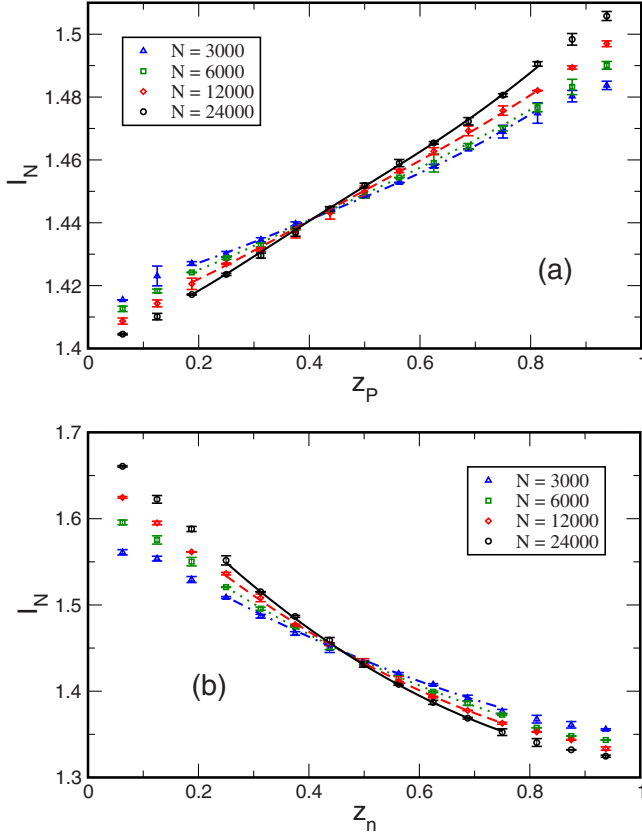 1.5
1.48
1.46
1.44
1.42
1.4
I_N
N = 3000
N = 6000
N = 12000
N = 24000
(a)
0 0.2 0.4 0.6 0.8 1
z_P
1.7
1.6
1.5
1.4
1.3
I_N
N = 3000
N = 6000
N = 12000
N = 24000
(b)
0 0.2 0.4 0.6 0.8 1
z_n